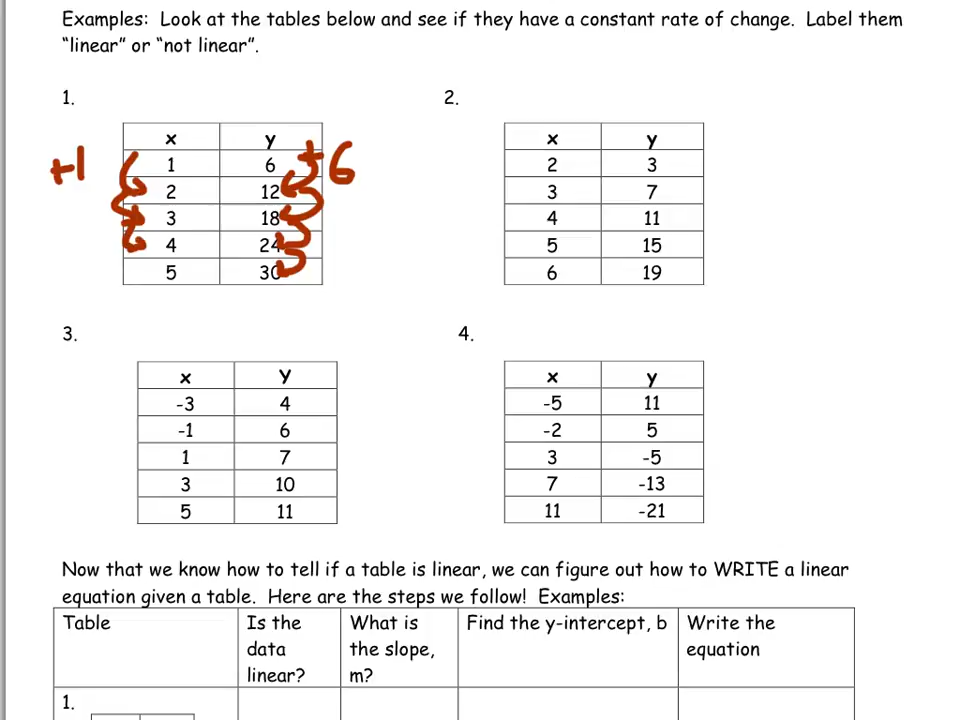 Examples: Look at the tables below and see if they have a constant rate of change. Label them
"linear" or "not linear".
1.
x y
1 6
2 12
3 18
4 24
5 30
+1
+6
2.
x y
2 3
3 7
4 11
5 15
6 19
3.
x y
-3 4
-1 6
1 7
3 10
5 11
4.
x y
-5 11
-2 5
3 -5
7 -13
11 -21
Now that we know how to tell if a table is linear, we can figure out how to WRITE a linear
equation given a table. Here are the steps we follow! Examples:
Table
Is the
data
linear?
What is
the slope,
m?
Find the y-intercept, b
Write the
equation
1.